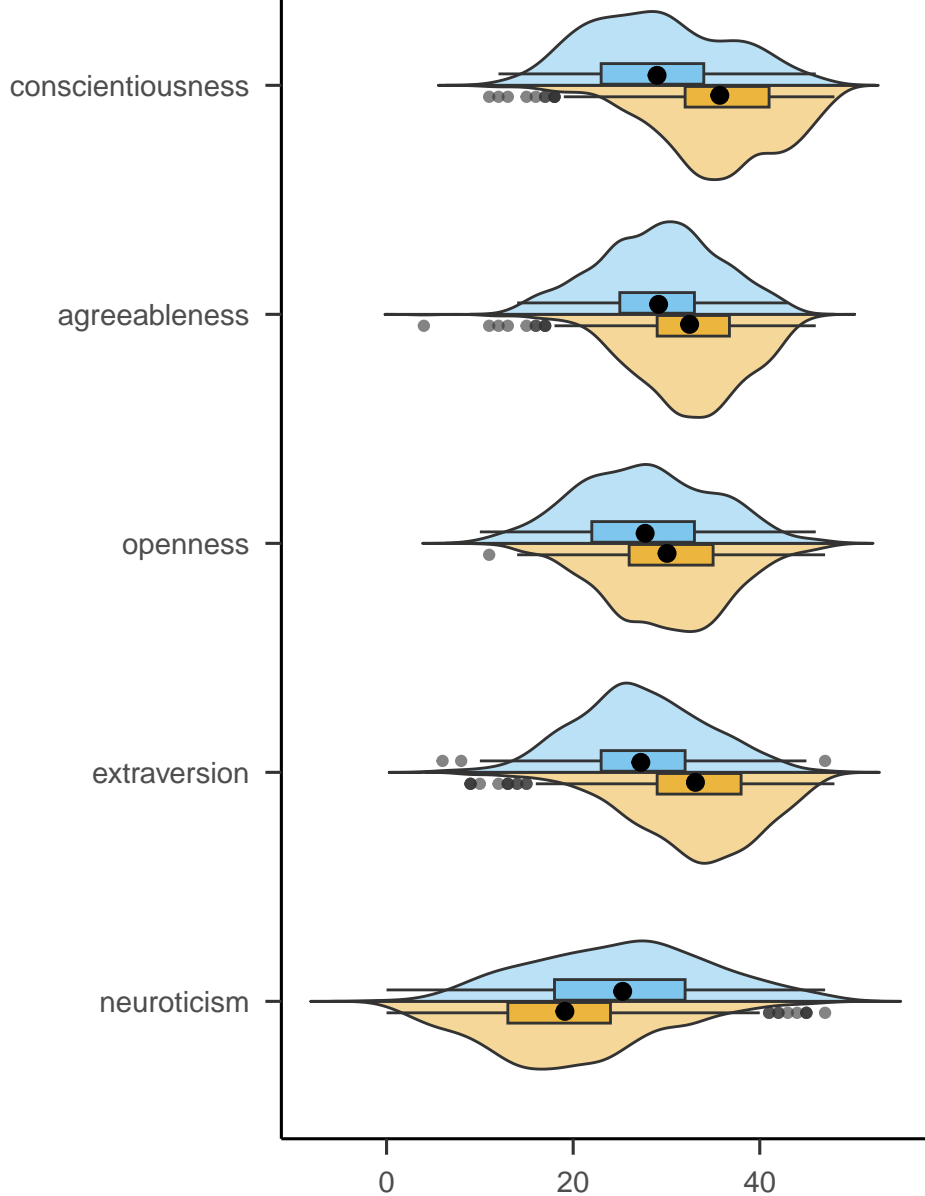 conscientiousness
agreeableness
openness
extraversion
neuroticism
0 20 40